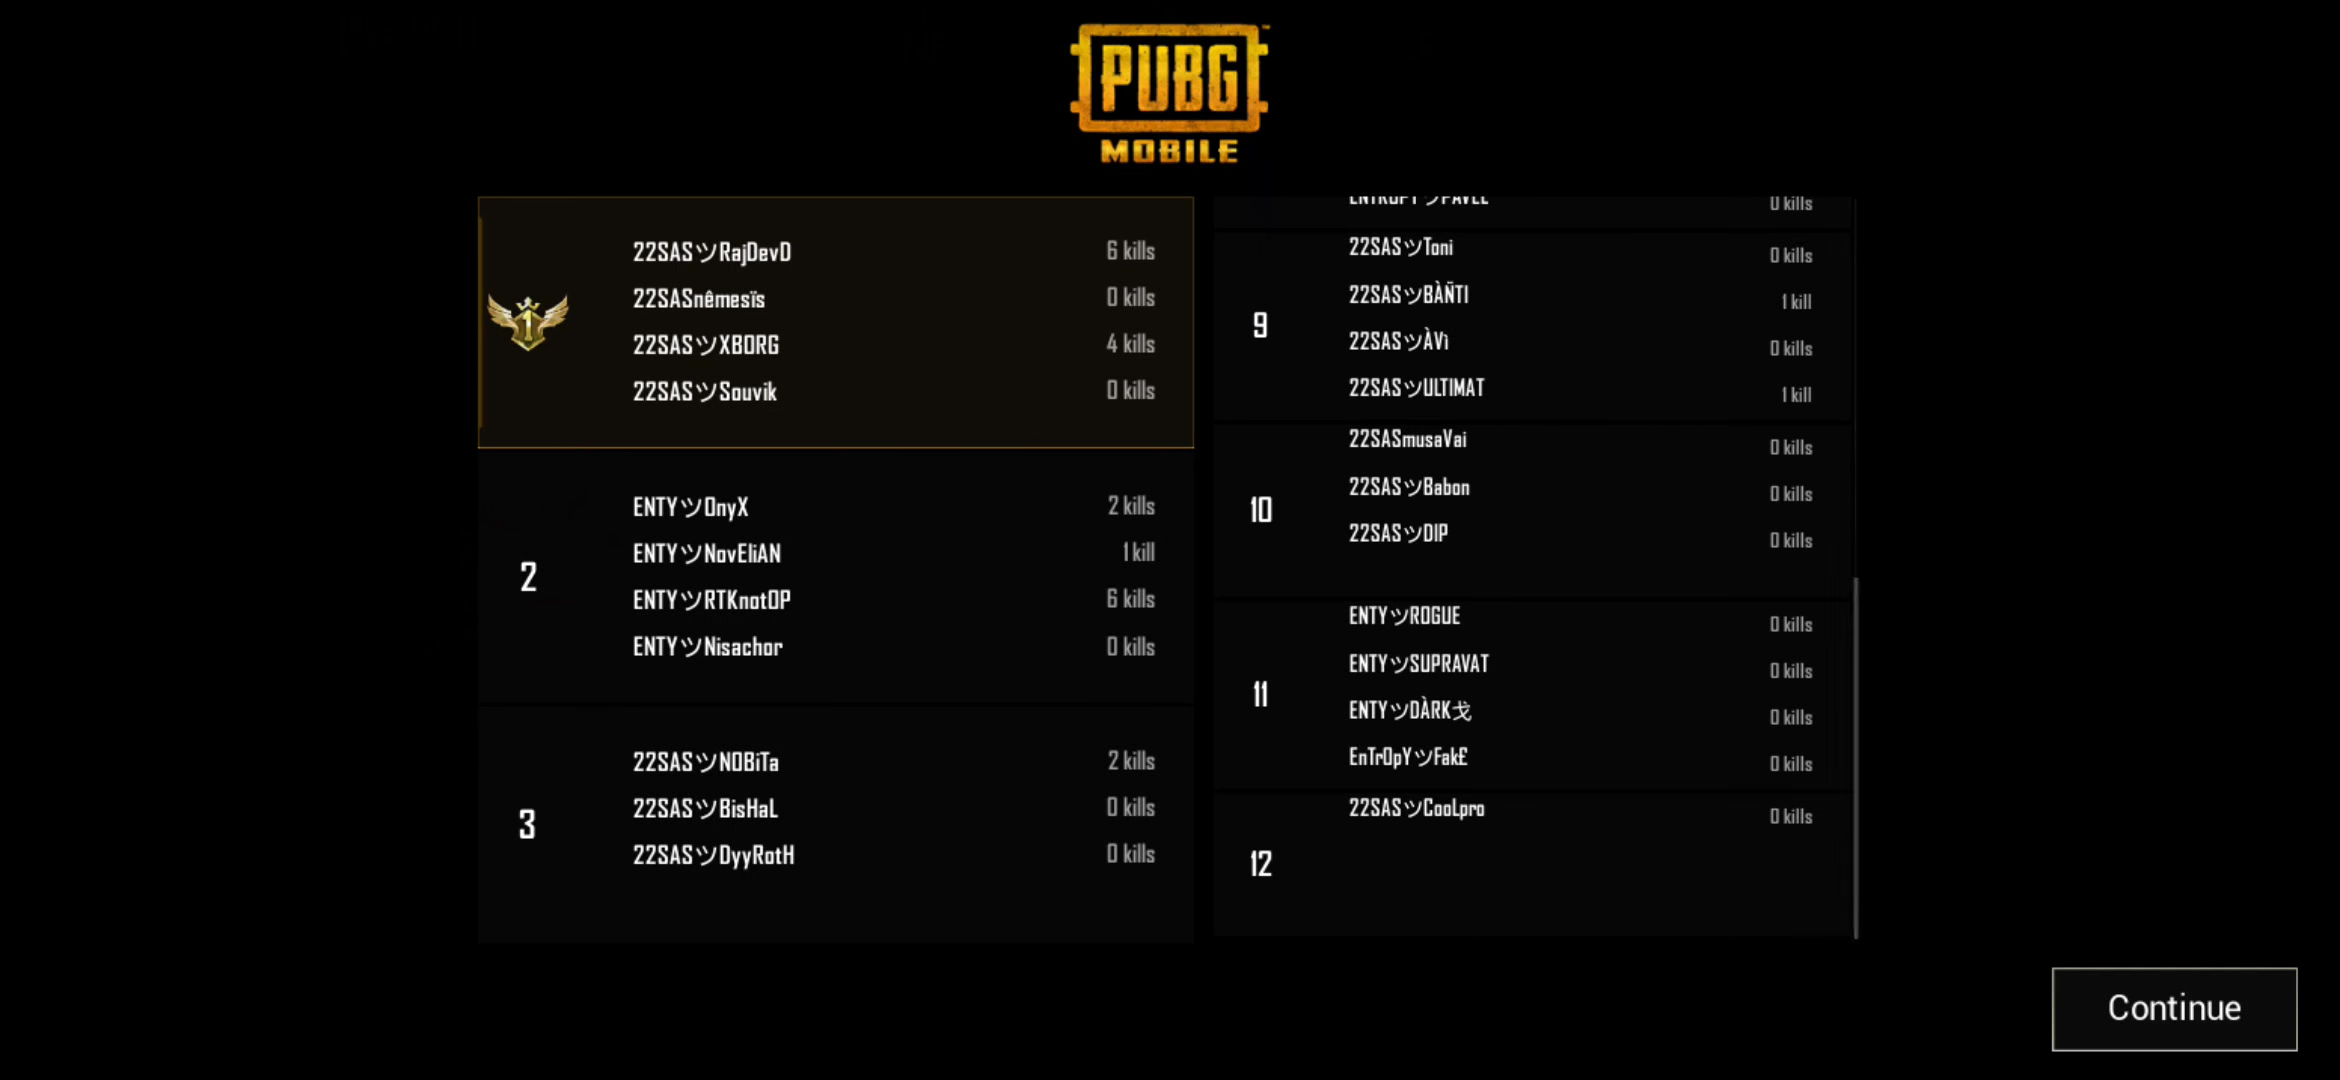 PUBG
MOBILE
1
22SASツRajDevD 6 kills
22SASnêmesïs 0 kills
22SASツXBORG 4 kills
22SASツSouvik 0 kills
2
ENTYツOnyX 2 kills
ENTYツNovEliAN 1 kill
ENTYツRTKnotOP 6 kills
ENTYツNisachor 0 kills
3
22SASツNOBiTa 2 kills
22SASツBisHaL 0 kills
22SASツDyyRotH 0 kills
0 kills
9
22SASツToni 0 kills
22SASツBÀÑTI 1 kill
22SASツÀVì 0 kills
22SASツULTIMAT 1 kill
10
22SASmusaVai 0 kills
22SASツBabon 0 kills
22SASツDIP 0 kills
11
ENTYツROGUE 0 kills
ENTYツSUPRAVAT 0 kills
ENTYツDÀRK戈 0 kills
EnTrOpYツFak£ 0 kills
12
22SASツCooLpro 0 kills
Continue